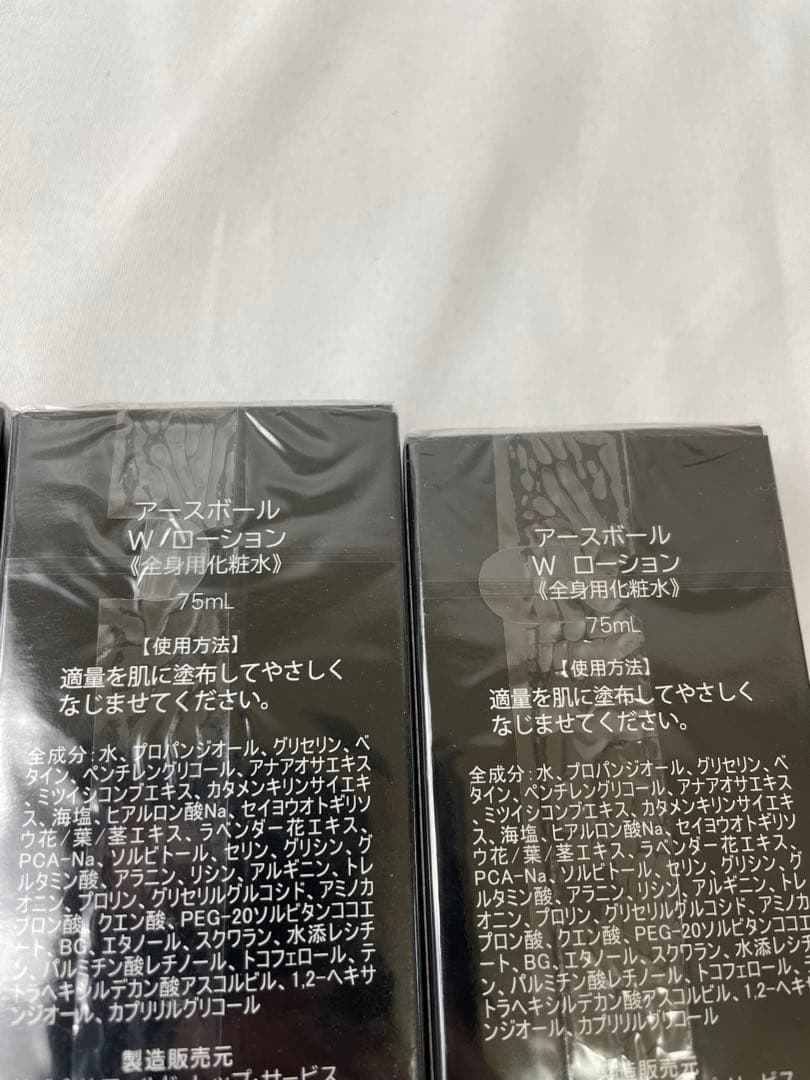 アースボール
W ローション
《全身用化粧水》
75mL
【使用方法】
適量を肌に塗布してやさしく
なじませてください。
全成分:水、プロパンジオール、グリセリン、ベ
タイン、ペンチレングリコール、アナアオサエキス
、ミツイシコンブエキス、カタメンキリンサイエキ
ス、海塩、ヒアルロン酸Na、セイヨウオトギリソ
ウ花/葉/茎エキス、ラベンダー花エキス、
PCA-Na、ソルビトール、セリン、グリシン、グ
ルタミン酸、アラニン、リシン、アルギニン、トレ
オニン、プロリン、グリセリルグルコシド、アミノカ
プロン酸、クエン酸、PEG-20ソルビタンココエ
ート、BG、エタノール、スクワラン、水添レシチ
ン、パルミチン酸レチノール、トコフェロール、テ
トラヘキシルデカン酸アスコルビル、1,2-ヘキサ
ンジオール、カプリリルグリコール
製造販売元
アースボール
W ローション
《全身用化粧水》
75mL
【使用方法】
適量を肌に塗布してやさしく
なじませてください。
全成分:水、プロパンジオール、グリセリン、ベ
タイン、ペンチレングリコール、アナアオサエキス
、ミツイシコンブエキス、カタメンキリンサイエキ
ス、海塩、ヒアルロン酸Na、セイヨウオトギリソ
ウ花/葉/茎エキス、ラベンダー花エキス、
PCA-Na、ソルビトール、セリン、グリシン、グ
ルタミン酸、アラニン、リシン、アルギニン、トレ
オニン、プロリン、グリセリルグルコシド、アミノカ
プロン酸、クエン酸、PEG-20ソルビタンココエ
ート、BG、エタノール、スクワラン、水添レシチ
ン、パルミチン酸レチノール、トコフェロール、テ
トラヘキシルデカン酸アスコルビル、1,2-ヘキサ
ンジオール、カプリリルグリコール
製造販売元